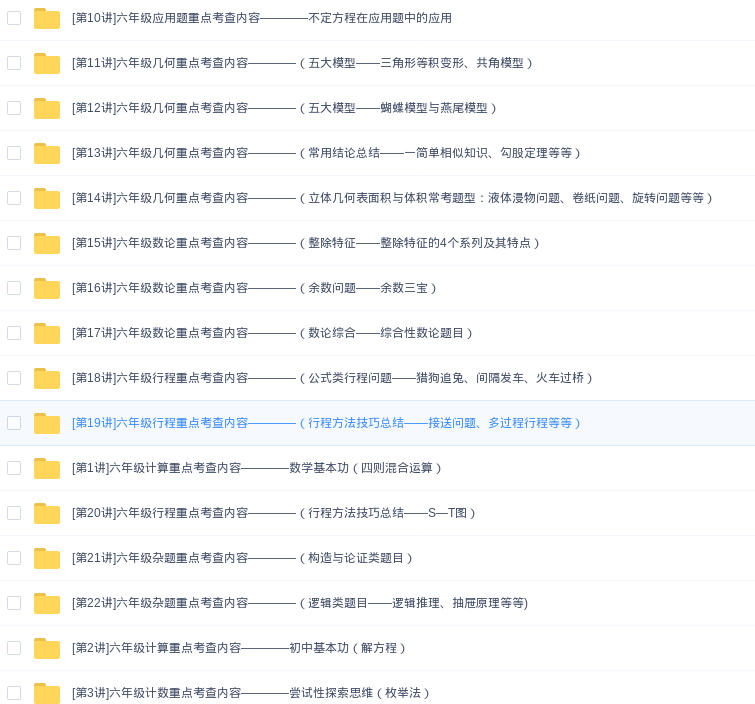 [第10讲]六年级应用题重点考查内容————不定方程在应用题中的应用
[第11讲]六年级几何重点考查内容————（五大模型——三角形等积变形、共角模型）
[第12讲]六年级几何重点考查内容————（五大模型——蝴蝶模型与燕尾模型）
[第13讲]六年级几何重点考查内容————（常用结论总结——一简单相似知识、勾股定理等等）
[第14讲]六年级几何重点考查内容————（立体几何表面积与体积常考题型：液体浸物问题、卷纸问题、旋转问题等等）
[第15讲]六年级数论重点考查内容————（整除特征——整除特征的4个系列及其特点）
[第16讲]六年级数论重点考查内容————（余数问题——余数三宝）
[第17讲]六年级数论重点考查内容————（数论综合——综合性数论题目）
[第18讲]六年级行程重点考查内容————（公式类行程问题——猎狗追兔、间隔发车、火车过桥）
[第19讲]六年级行程重点考查内容————（行程方法技巧总结——接送问题、多过程行程等等）
[第1讲]六年级计算重点考查内容————数学基本功（四则混合运算）
[第20讲]六年级行程重点考查内容————（行程方法技巧总结——S—T图）
[第21讲]六年级杂题重点考查内容————（构造与论证类题目）
[第22讲]六年级杂题重点考查内容————（逻辑类题目——逻辑推理、抽屉原理等等)
[第2讲]六年级计算重点考查内容————初中基本功（解方程）
[第3讲]六年级计数重点考查内容————尝试性探索思维（枚举法）